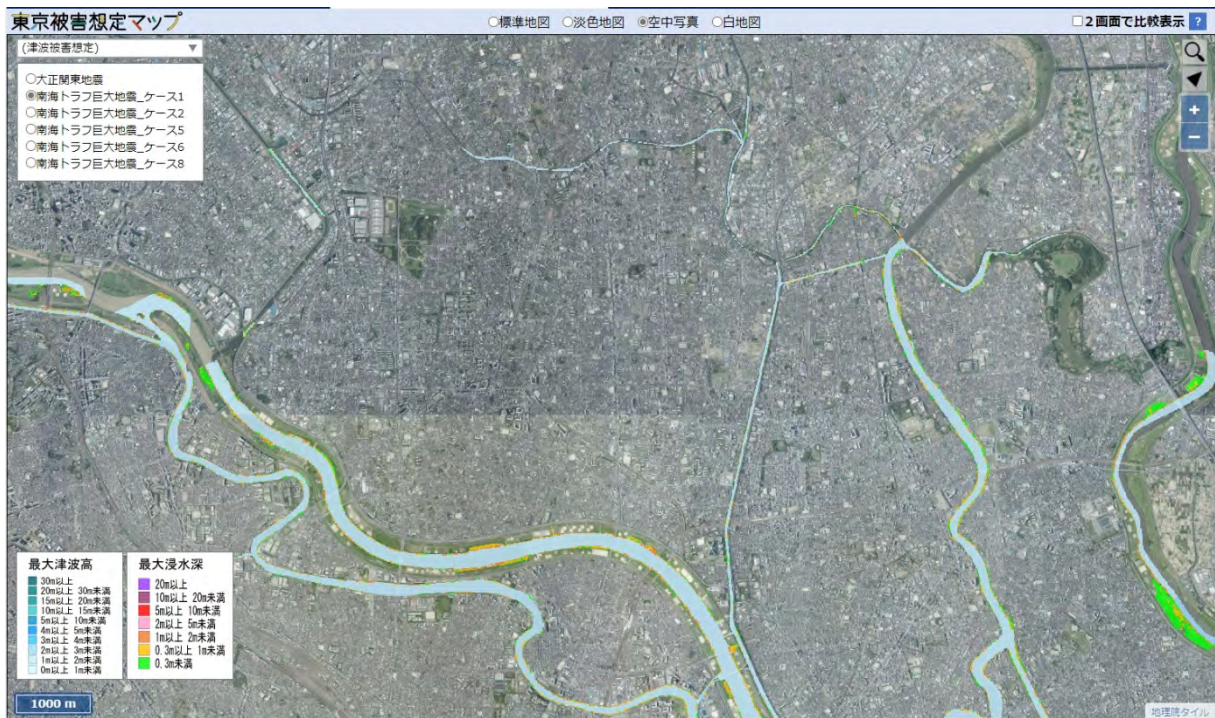 東京被害想定マップ
標準地図 淡色地図 空中写真 白地図
2画面で比較表示 ?
(津波被害想定) ▼
大正関東地震
南海トラフ巨大地震_ケース1
南海トラフ巨大地震_ケース2
南海トラフ巨大地震_ケース5
南海トラフ巨大地震_ケース6
南海トラフ巨大地震_ケース8
+
−
最大津波高
30m以上
20m以上 30m未満
15m以上 20m未満
10m以上 15m未満
5m以上 10m未満
4m以上 5m未満
3m以上 4m未満
2m以上 3m未満
1m以上 2m未満
0m以上 1m未満
最大浸水深
20m以上
10m以上 20m未満
5m以上 10m未満
2m以上 5m未満
1m以上 2m未満
0.3m以上 1m未満
0.3m未満
1000 m
地理院タイル